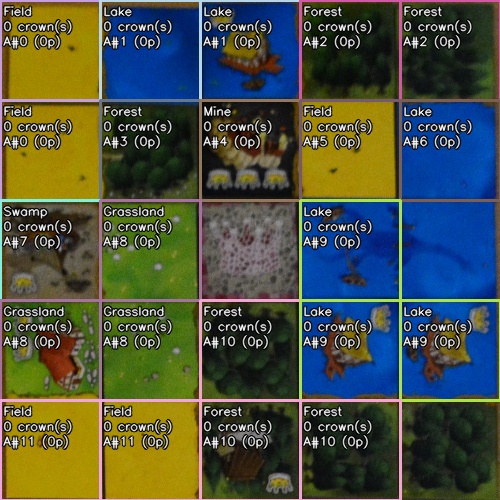 Field
0 crown(s)
A#0 (0p)
Lake
0 crown(s)
A#1 (0p)
Lake
0 crown(s)
A#1 (0p)
Forest
0 crown(s)
A#2 (0p)
Forest
0 crown(s)
A#2 (0p)
Field
0 crown(s)
A#0 (0p)
Forest
0 crown(s)
A#3 (0p)
Mine
0 crown(s)
A#4 (0p)
Field
0 crown(s)
A#5 (0p)
Lake
0 crown(s)
A#6 (0p)
Swamp
0 crown(s)
A#7 (0p)
Grassland
0 crown(s)
A#8 (0p)
Lake
0 crown(s)
A#9 (0p)
Grassland
0 crown(s)
A#8 (0p)
Grassland
0 crown(s)
A#8 (0p)
Forest
0 crown(s)
A#10 (0p)
Lake
0 crown(s)
A#9 (0p)
Lake
0 crown(s)
A#9 (0p)
Field
0 crown(s)
A#11 (0p)
Field
0 crown(s)
A#11 (0p)
Forest
0 crown(s)
A#10 (0p)
Forest
0 crown(s)
A#10 (0p)